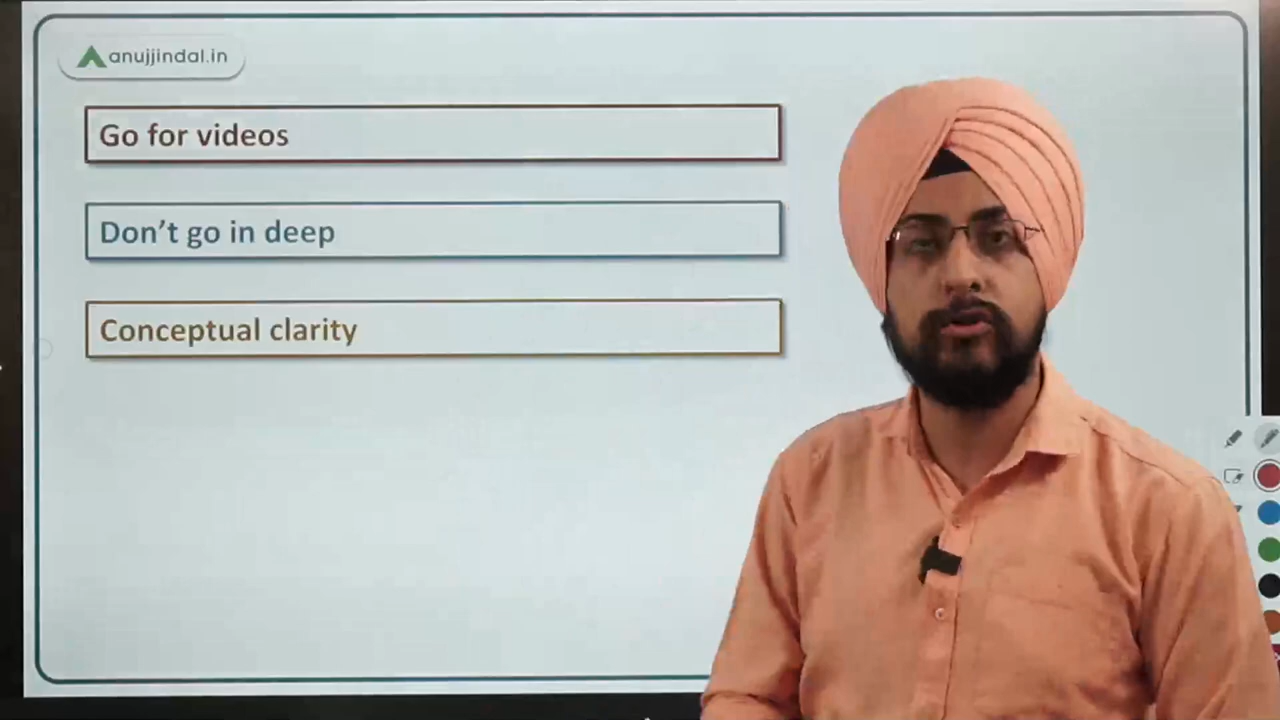 anujjindal.in
Go for videos
Don't go in deep
Conceptual clarity